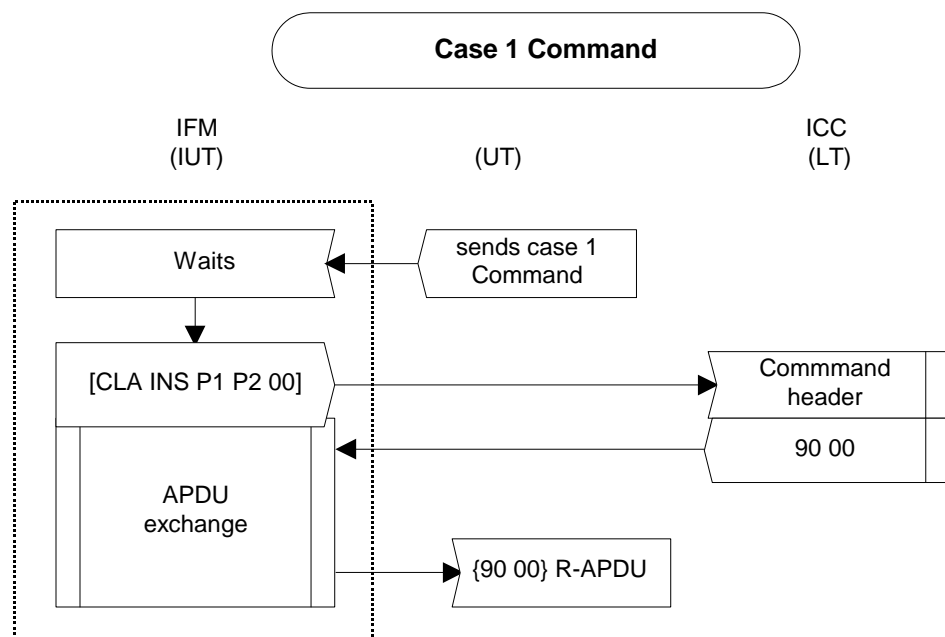 Case 1 Command
IFM
(IUT)
(UT)
ICC
(LT)
Waits
sends case 1
Command
[CLA INS P1 P2 00]
Commmand
header
90 00
APDU
exchange
{90 00} R-APDU